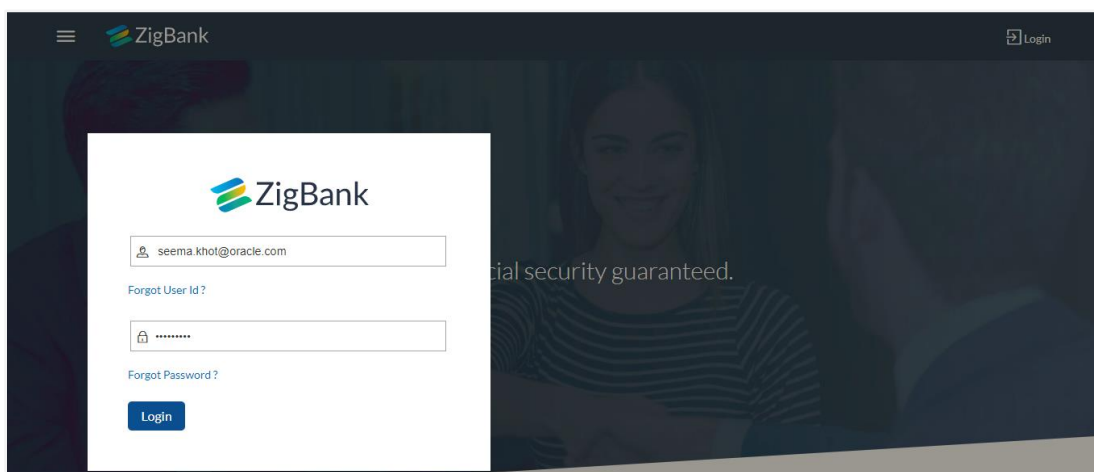 ZigBank
Login
ZigBank
seema.khot@oracle.com
Forgot User Id ?
cial security guaranteed.
•••••••••
Forgot Password ?
Login